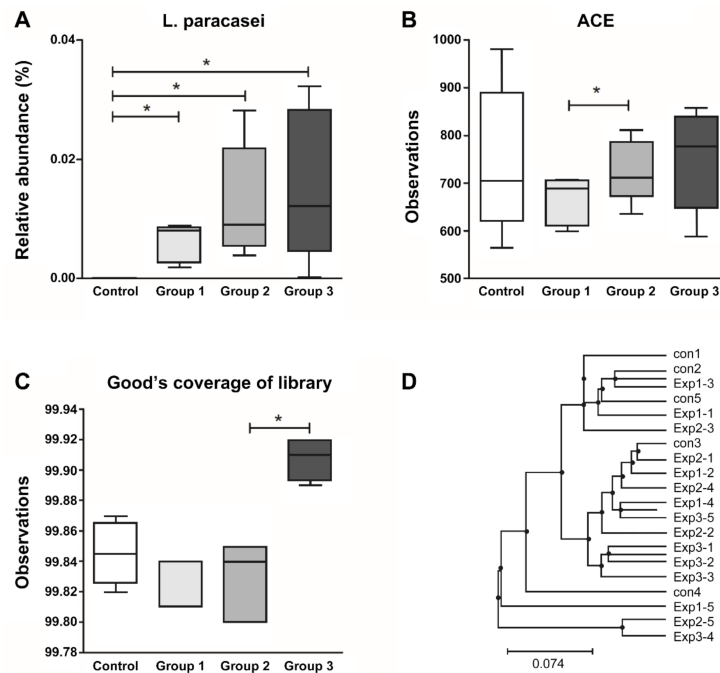 A
L. paracasei
Relative abundance (%)
0.04
0.02
0.00
*
*
*
Control Group 1 Group 2 Group 3
B
ACE
Observations
1000
900
800
700
600
500
*
Control Group 1 Group 2 Group 3
C
Good's coverage of library
Observations
99.94
99.92
99.90
99.88
99.86
99.84
99.82
99.80
99.78
*
Control Group 1 Group 2 Group 3
D
con1
con2
Exp1-3
con5
Exp1-1
Exp2-3
con3
Exp2-1
Exp1-2
Exp2-4
Exp1-4
Exp3-5
Exp2-2
Exp3-1
Exp3-2
Exp3-3
con4
Exp1-5
Exp2-5
Exp3-4
0.074